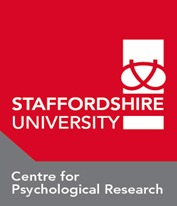 STAFFORDSHIRE
UNIVERSITY
Centre for
Psychological Research